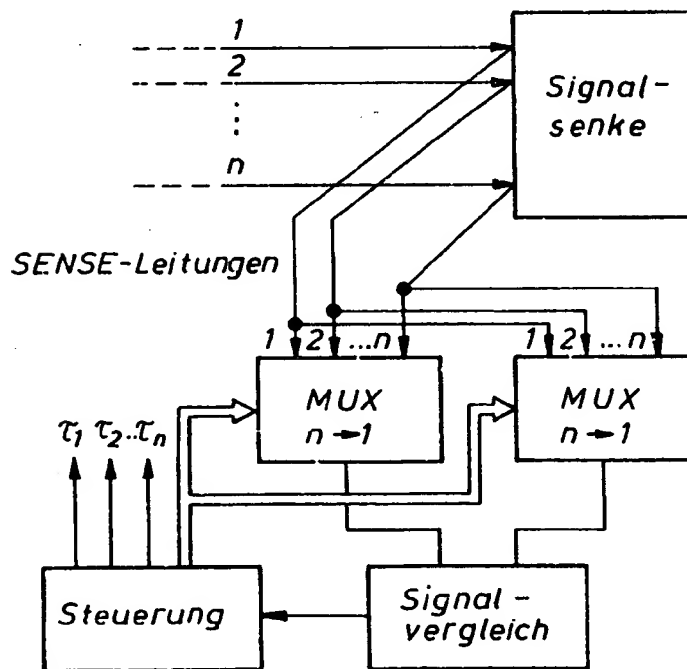 1
2
⋮
n
Signal-
senke
SENSE-Leitungen
1 2 ...n
1 2 ... n
MUX
n→1
MUX
n→1
τ1 τ2..τn
Steuerung
Signal-
vergleich